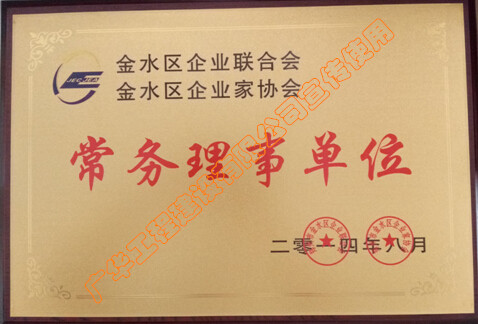 金水区企业联合会
金水区企业家协会
常务理事单位
二零一四年八月